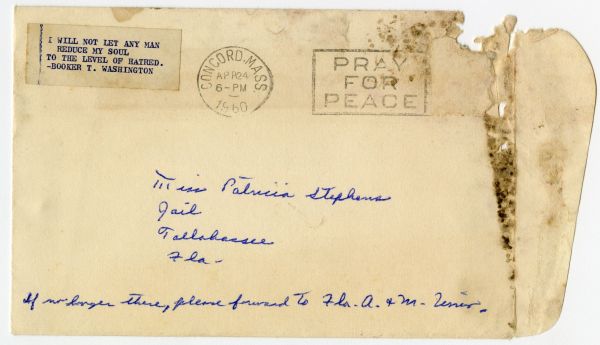 I WILL NOT LET ANY MAN
REDUCE MY SOUL
TO THE LEVEL OF HATRED.
-BOOKER T. WASHINGTON
CONCORD, MASS.
APR 24
6-PM
1960
PRAY
FOR
PEACE
Miss Patricia Stephens
Jail
Tallahassee
Fla-
If no longer there, please forward to Fla. A. & M. Univ.